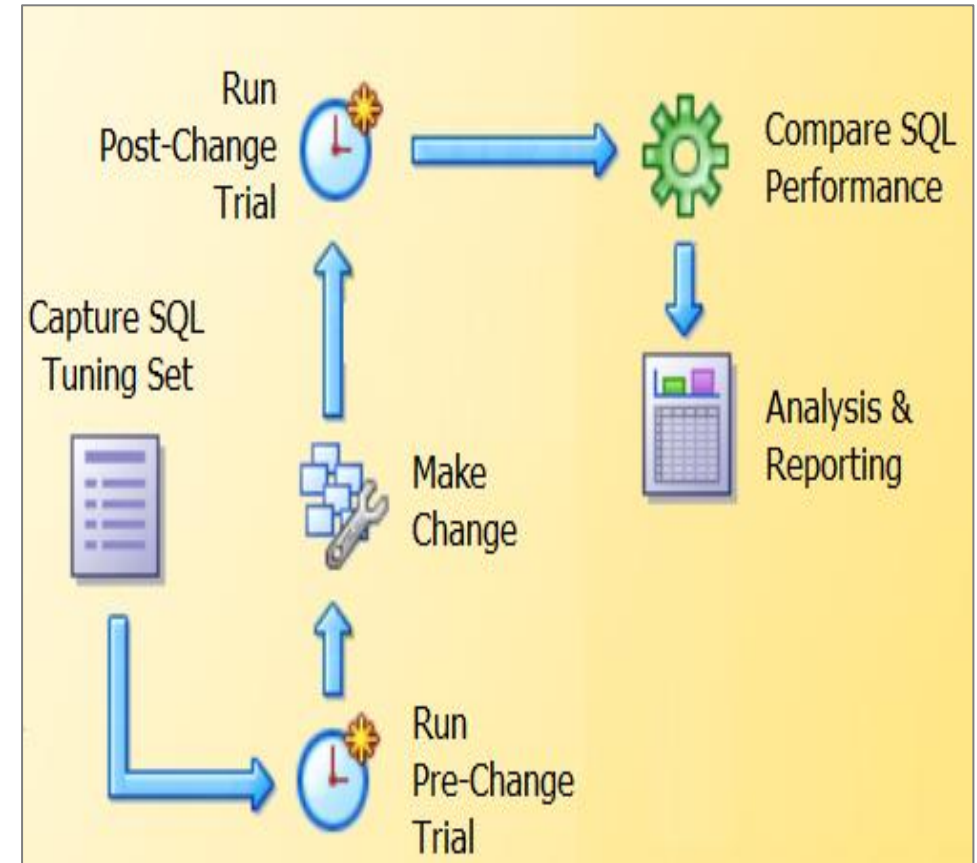 Run
Post-Change
Trial
Compare SQL
Performance
Capture SQL
Tuning Set
Analysis &
Reporting
Make
Change
Run
Pre-Change
Trial